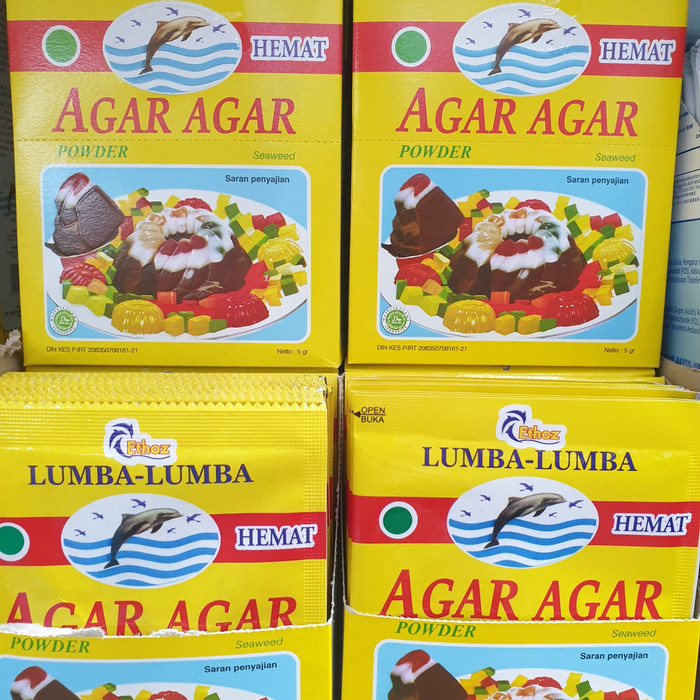 HEMAT
AGAR AGAR
POWDER
Seaweed
Saran penyajian
DIN KES P-IRT 208350706161-21
Netto : 5 gr
HEMAT
AGAR AGAR
POWDER
Seaweed
Saran penyajian
DIN KES P-IRT 208350706161-21
Netto : 5 gr
Ethoz
LUMBA-LUMBA
HEMAT
AGAR AGAR
POWDER
Seaweed
Saran penyajian
OPEN
BUKA
Ethoz
LUMBA-LUMBA
HEMAT
AGAR AGAR
POWDER
Seaweed
Saran penyajian